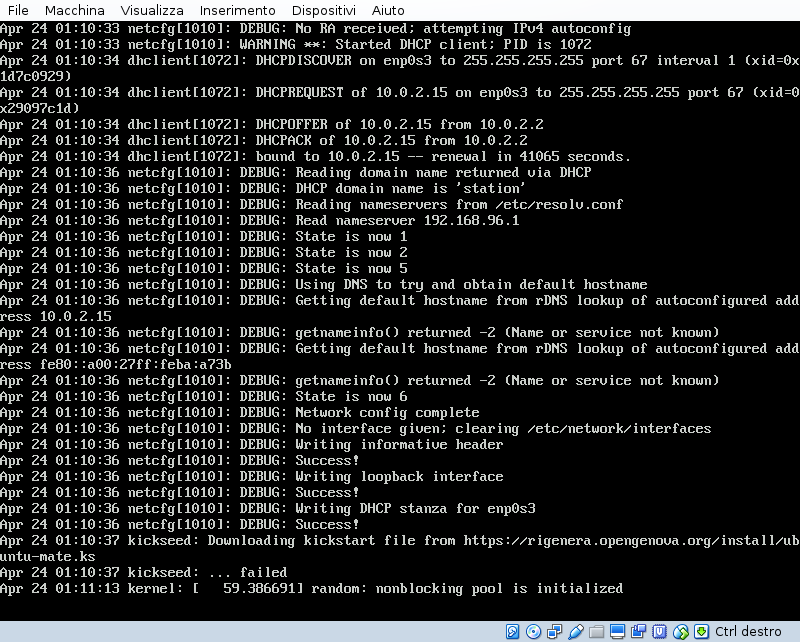 File Macchina Visualizza Inserimento Dispositivi Aiuto
Apr 24 01:10:33 netcfg[1010]: DEBUG: No RA received; attempting IPv4 autoconfig
Apr 24 01:10:33 netcfg[1010]: WARNING **: Started DHCP client; PID is 1072
Apr 24 01:10:34 dhclient[1072]: DHCPDISCOVER on enp0s3 to 255.255.255.255 port 67 interval 1 (xid=0x
1d7c0929)
Apr 24 01:10:34 dhclient[1072]: DHCPREQUEST of 10.0.2.15 on enp0s3 to 255.255.255.255 port 67 (xid=0
x29097c1d)
Apr 24 01:10:34 dhclient[1072]: DHCPOFFER of 10.0.2.15 from 10.0.2.2
Apr 24 01:10:34 dhclient[1072]: DHCPACK of 10.0.2.15 from 10.0.2.2
Apr 24 01:10:34 dhclient[1072]: bound to 10.0.2.15 -- renewal in 41065 seconds.
Apr 24 01:10:36 netcfg[1010]: DEBUG: Reading domain name returned via DHCP
Apr 24 01:10:36 netcfg[1010]: DEBUG: DHCP domain name is 'station'
Apr 24 01:10:36 netcfg[1010]: DEBUG: Reading nameservers from /etc/resolv.conf
Apr 24 01:10:36 netcfg[1010]: DEBUG: Read nameserver 192.168.96.1
Apr 24 01:10:36 netcfg[1010]: DEBUG: State is now 1
Apr 24 01:10:36 netcfg[1010]: DEBUG: State is now 2
Apr 24 01:10:36 netcfg[1010]: DEBUG: State is now 5
Apr 24 01:10:36 netcfg[1010]: DEBUG: Using DNS to try and obtain default hostname
Apr 24 01:10:36 netcfg[1010]: DEBUG: Getting default hostname from rDNS lookup of autoconfigured add
ress 10.0.2.15
Apr 24 01:10:36 netcfg[1010]: DEBUG: getnameinfo() returned -2 (Name or service not known)
Apr 24 01:10:36 netcfg[1010]: DEBUG: Getting default hostname from rDNS lookup of autoconfigured add
ress fe80::a00:27ff:feba:a73b
Apr 24 01:10:36 netcfg[1010]: DEBUG: getnameinfo() returned -2 (Name or service not known)
Apr 24 01:10:36 netcfg[1010]: DEBUG: State is now 6
Apr 24 01:10:36 netcfg[1010]: DEBUG: Network config complete
Apr 24 01:10:36 netcfg[1010]: DEBUG: No interface given; clearing /etc/network/interfaces
Apr 24 01:10:36 netcfg[1010]: DEBUG: Writing informative header
Apr 24 01:10:36 netcfg[1010]: DEBUG: Success!
Apr 24 01:10:36 netcfg[1010]: DEBUG: Writing loopback interface
Apr 24 01:10:36 netcfg[1010]: DEBUG: Success!
Apr 24 01:10:36 netcfg[1010]: DEBUG: Writing DHCP stanza for enp0s3
Apr 24 01:10:36 netcfg[1010]: DEBUG: Success!
Apr 24 01:10:37 kickseed: Downloading kickstart file from https://rigenera.opengenova.org/install/ub
untu-mate.ks
Apr 24 01:10:37 kickseed: ... failed
Apr 24 01:11:13 kernel: [   59.386691] random: nonblocking pool is initialized
Ctrl destro